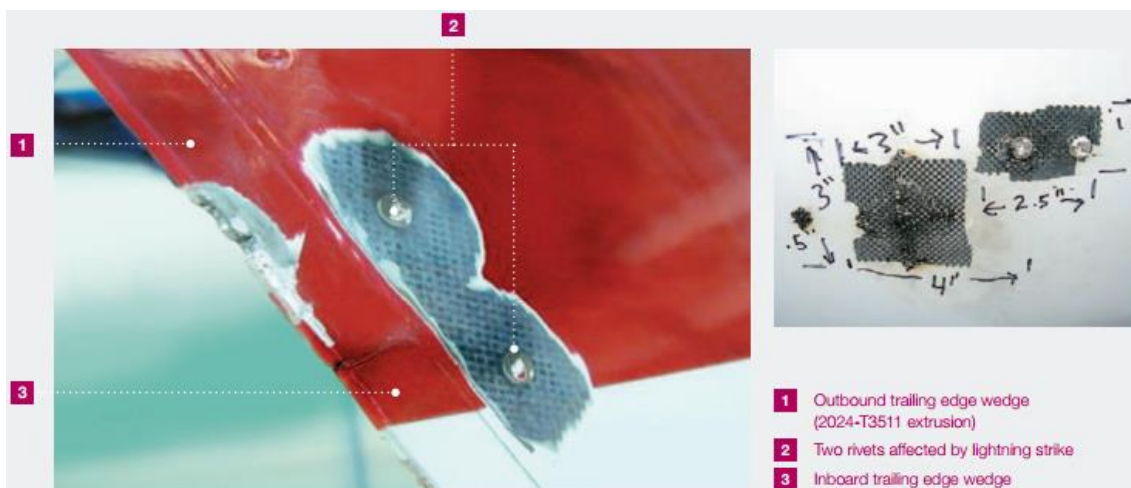 2
1
3
3"
3"
.5"
4"
2.5"
1
1 Outbound trailing edge wedge
(2024-T3511 extrusion)
2 Two rivets affected by lightning strike
3 Inboard trailing edge wedge